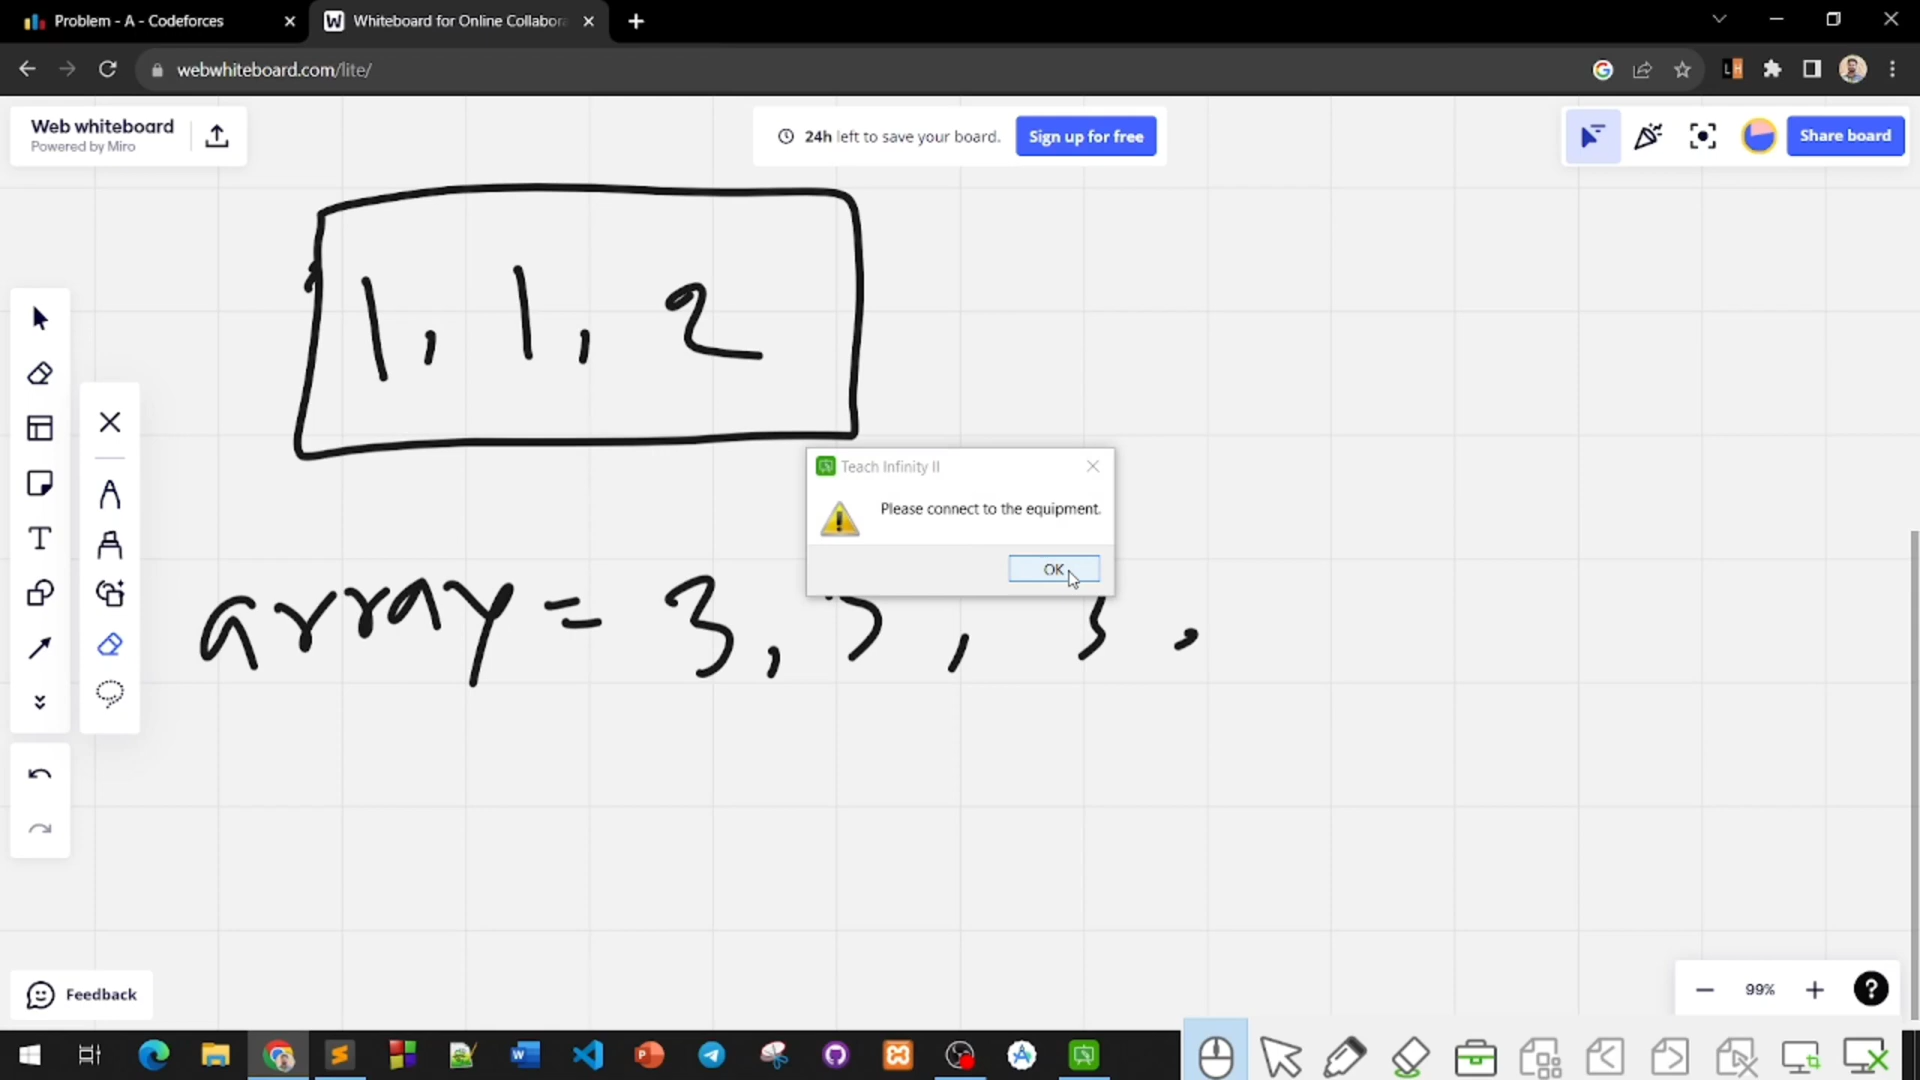 Problem - A - Codeforces
Whiteboard for Online Collabora
webwhiteboard.com/lite/
Web whiteboard
Powered by Miro
24h left to save your board.
Sign up for free
Share board
1, 1, 2
Teach Infinity II
Please connect to the equipment.
OK
array = 3, 3, 3,
Feedback
99%